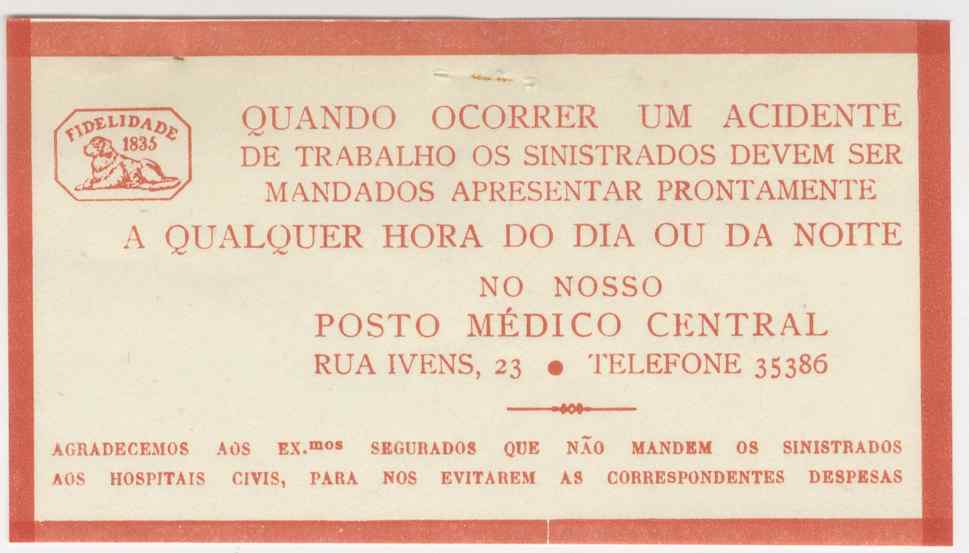 FIDELIDADE
1835
QUANDO OCORRER UM ACIDENTE
DE TRABALHO OS SINISTRADOS DEVEM SER
MANDADOS APRESENTAR PRONTAMENTE
A QUALQUER HORA DO DIA OU DA NOITE
NO NOSSO
POSTO MÉDICO CENTRAL
RUA IVENS, 23 ● TELEFONE 35386
AGRADECEMOS AOS EX.mos SEGURADOS QUE NÃO MANDEM OS SINISTRADOS
AOS HOSPITAIS CIVIS, PARA NOS EVITAREM AS CORRESPONDENTES DESPESAS